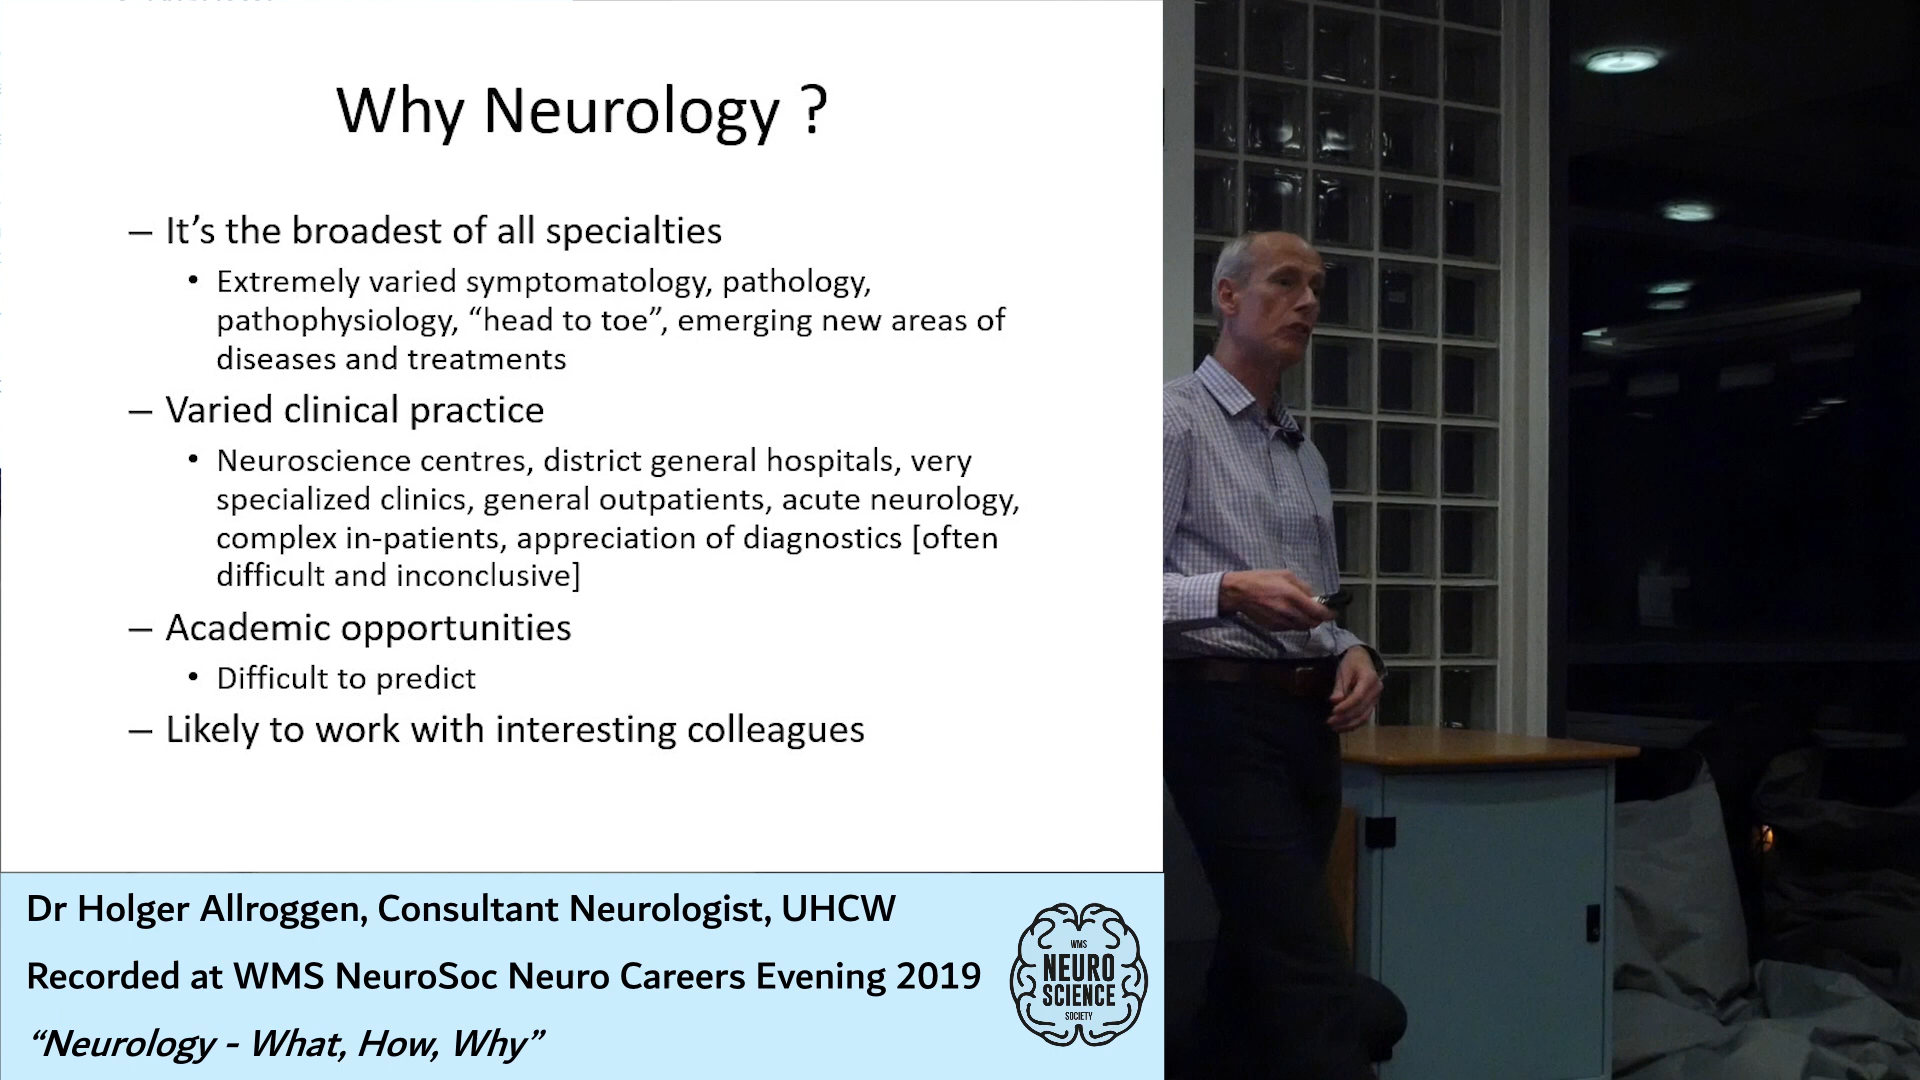 Why Neurology ?
– It’s the broadest of all specialties
• Extremely varied symptomatology, pathology,
pathophysiology, “head to toe”, emerging new areas of
diseases and treatments
– Varied clinical practice
• Neuroscience centres, district general hospitals, very
specialized clinics, general outpatients, acute neurology,
complex in-patients, appreciation of diagnostics [often
difficult and inconclusive]
– Academic opportunities
• Difficult to predict
– Likely to work with interesting colleagues
Dr Holger Allroggen, Consultant Neurologist, UHCW
Recorded at WMS NeuroSoc Neuro Careers Evening 2019
“Neurology - What, How, Why”
WMS
NEURO
SCIENCE
SOCIETY